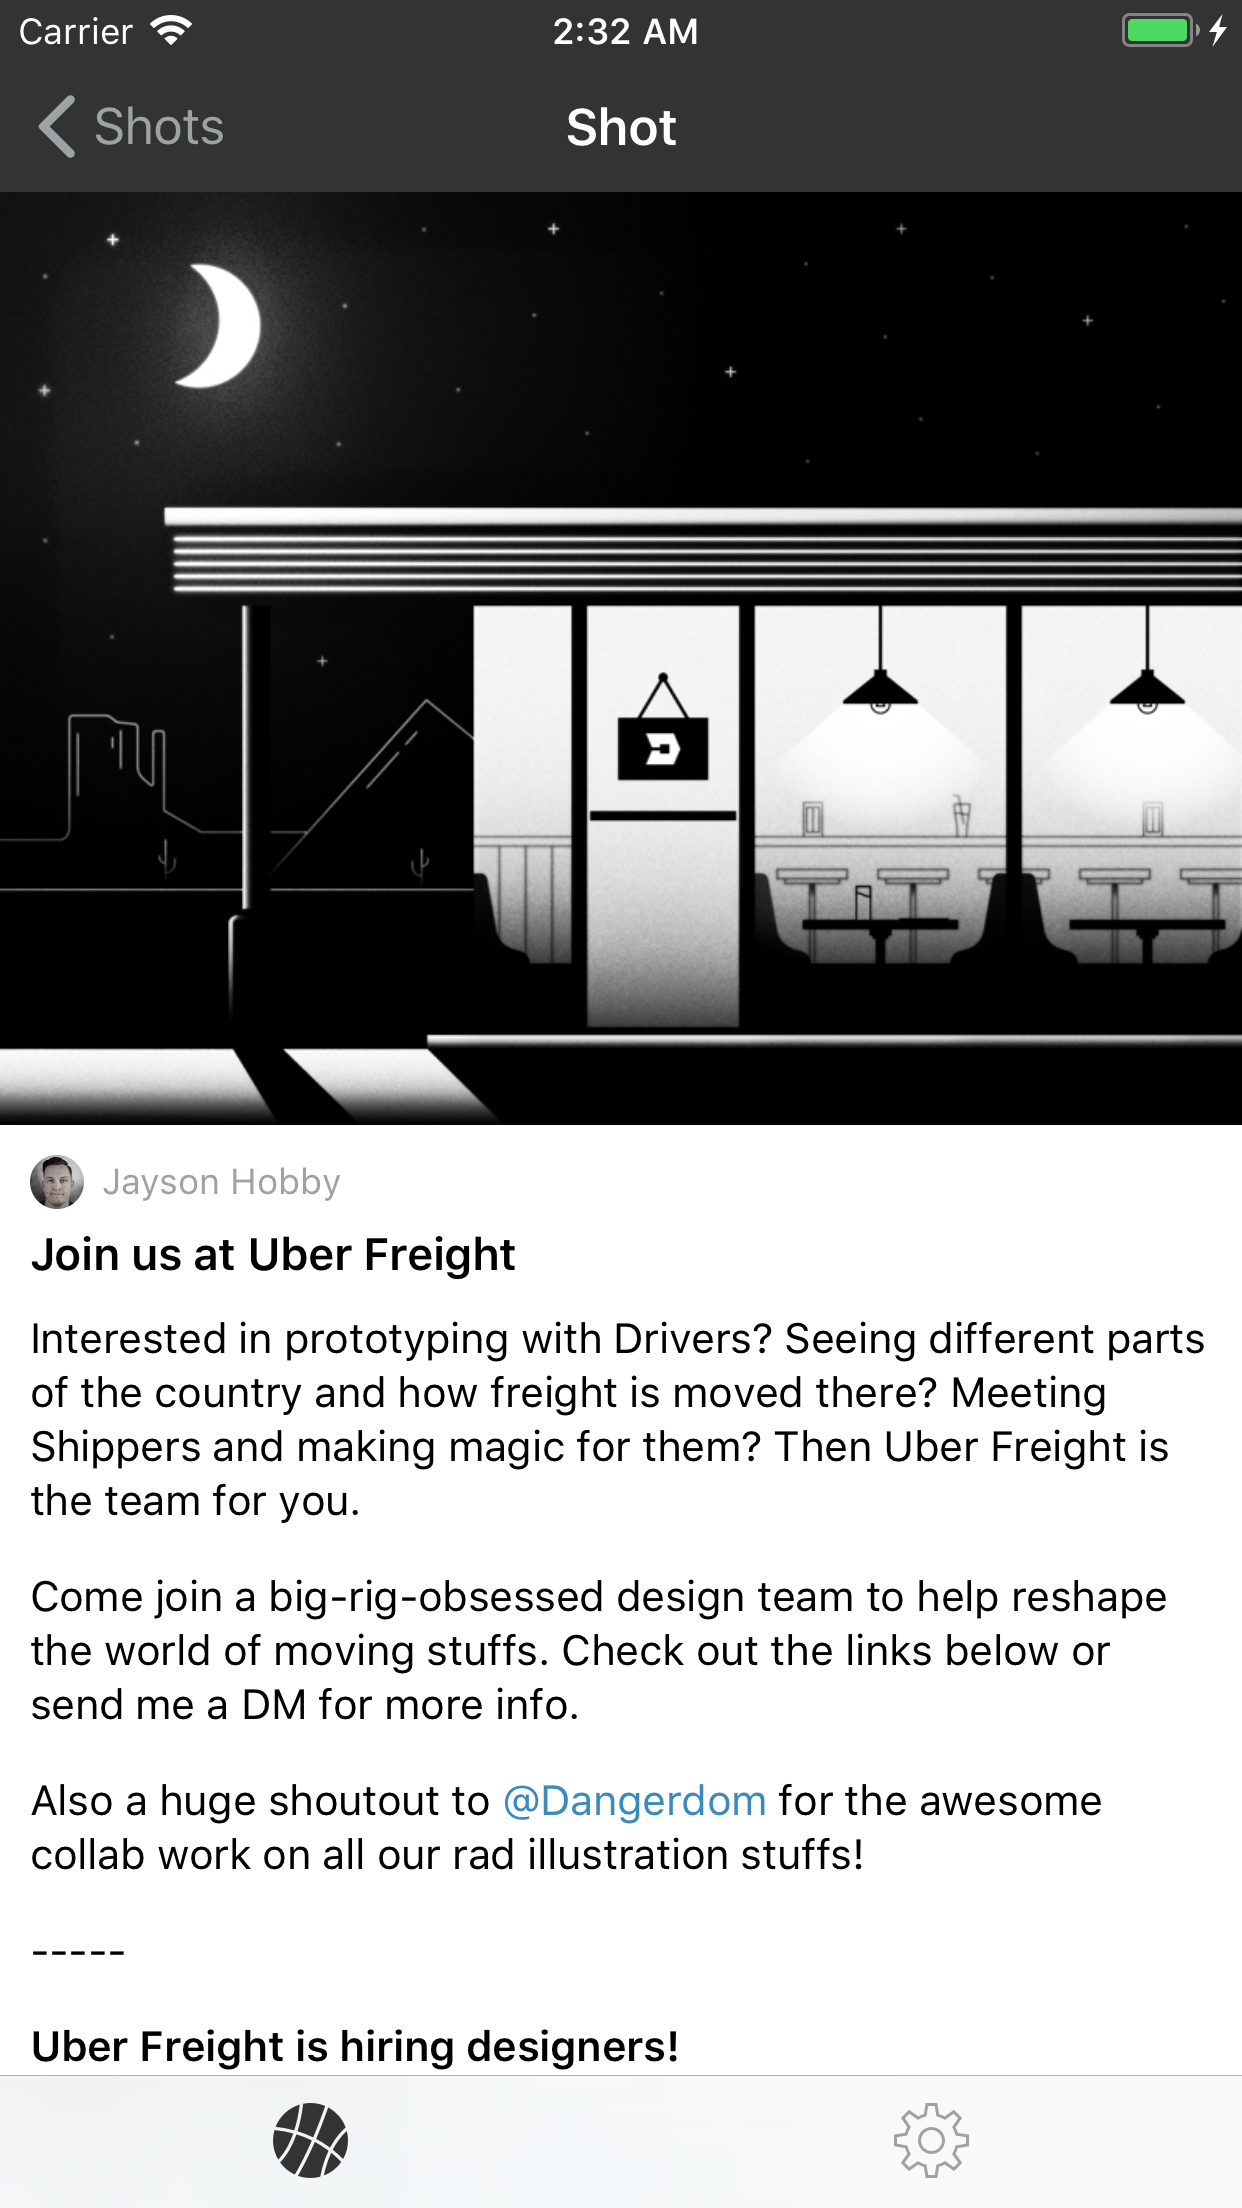 Carrier
2:32 AM
Shots
Shot
Jayson Hobby
Join us at Uber Freight
Interested in prototyping with Drivers? Seeing different parts
of the country and how freight is moved there? Meeting
Shippers and making magic for them? Then Uber Freight is
the team for you.
Come join a big-rig-obsessed design team to help reshape
the world of moving stuffs. Check out the links below or
send me a DM for more info.
Also a huge shoutout to @Dangerdom for the awesome
collab work on all our rad illustration stuffs!
-----
Uber Freight is hiring designers!